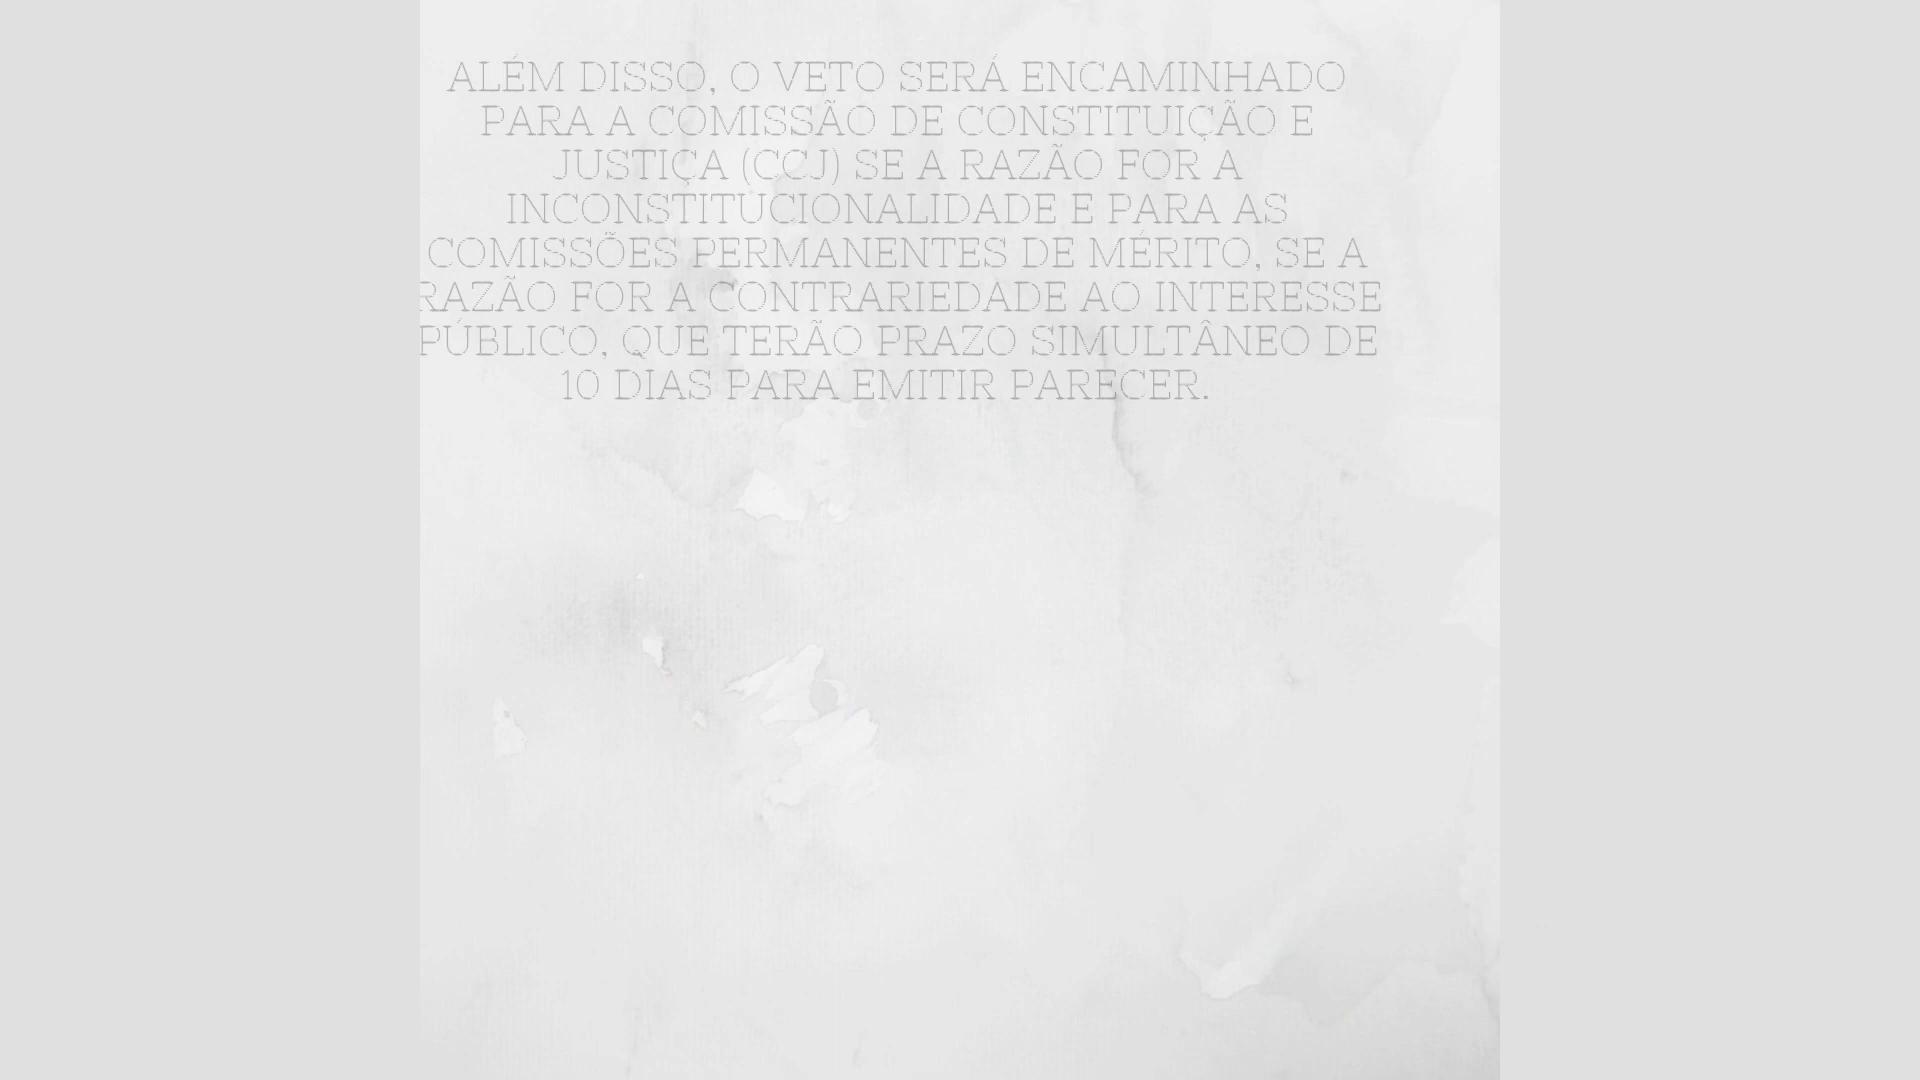 ALÉM DISSO, O VETO SERÁ ENCAMINHADO
PARA A COMISSÃO DE CONSTITUIÇÃO E
JUSTIÇA (CCJ) SE A RAZÃO FOR A
INCONSTITUCIONALIDADE E PARA AS
COMISSÕES PERMANENTES DE MÉRITO, SE A
RAZÃO FOR A CONTRARIEDADE AO INTERESSE
PÚBLICO, QUE TERÃO PRAZO SIMULTÂNEO DE
10 DIAS PARA EMITIR PARECER.